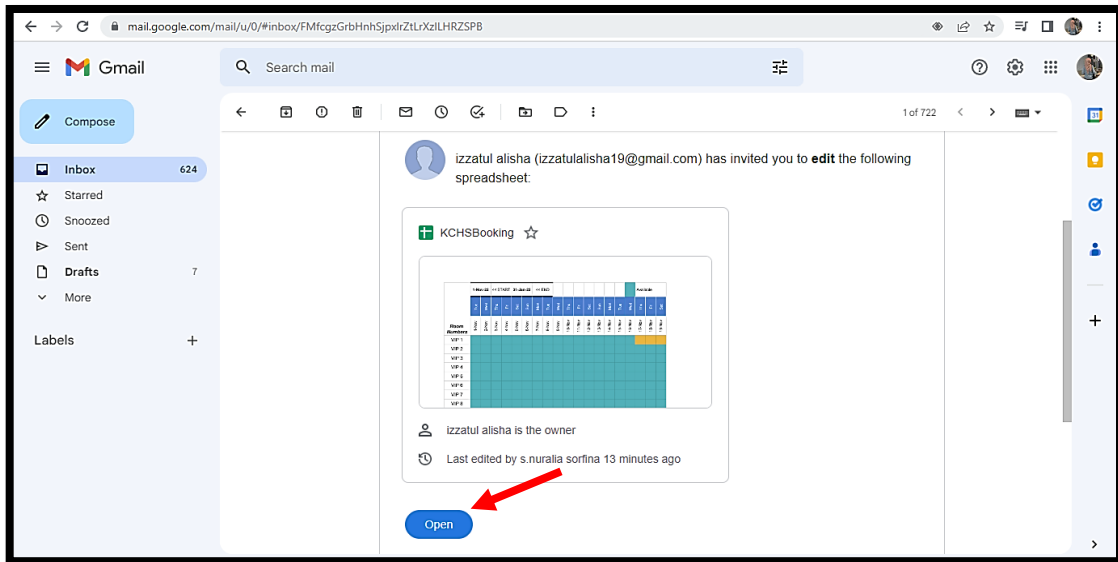 mail.google.com/mail/u/0/#inbox/FMfcgzGrbHnhSjpxlrZtLrXzlLHRZSPB
Gmail
Search mail
Compose
1 of 722
31
Inbox 624
Starred
Snoozed
Sent
Drafts 7
More
Labels
izzatul alisha (izzatulalisha19@gmail.com) has invited you to edit the following
spreadsheet:
KCHSBooking
Available
Room
Numbers
VIP 1
VIP 2
VIP 3
VIP 4
VIP 5
VIP 6
VIP 7
VIP 8
izzatul alisha is the owner
Last edited by s.nuralia sorfina 13 minutes ago
Open